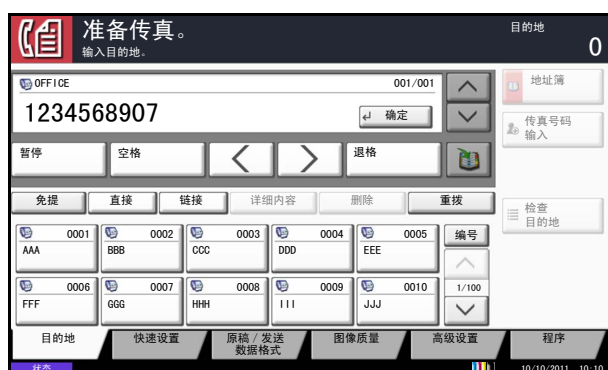 准备传真。
输入目的地。
目的地
0
OFFICE 001/001
1234568907
确定
地址簿
传真号码
输入
暂停 空格 退格
免提 直接 链接 详细内容 删除 重拨
检查
目的地
0001 0002 0003 0004 0005 编号
AAA BBB CCC DDD EEE
0006 0007 0008 0009 0010 1/100
FFF GGG HHH III JJJ
目的地 快速设置 原稿 / 发送
数据格式 图像质量 高级设置 程序
状态 10/10/2011 10:10